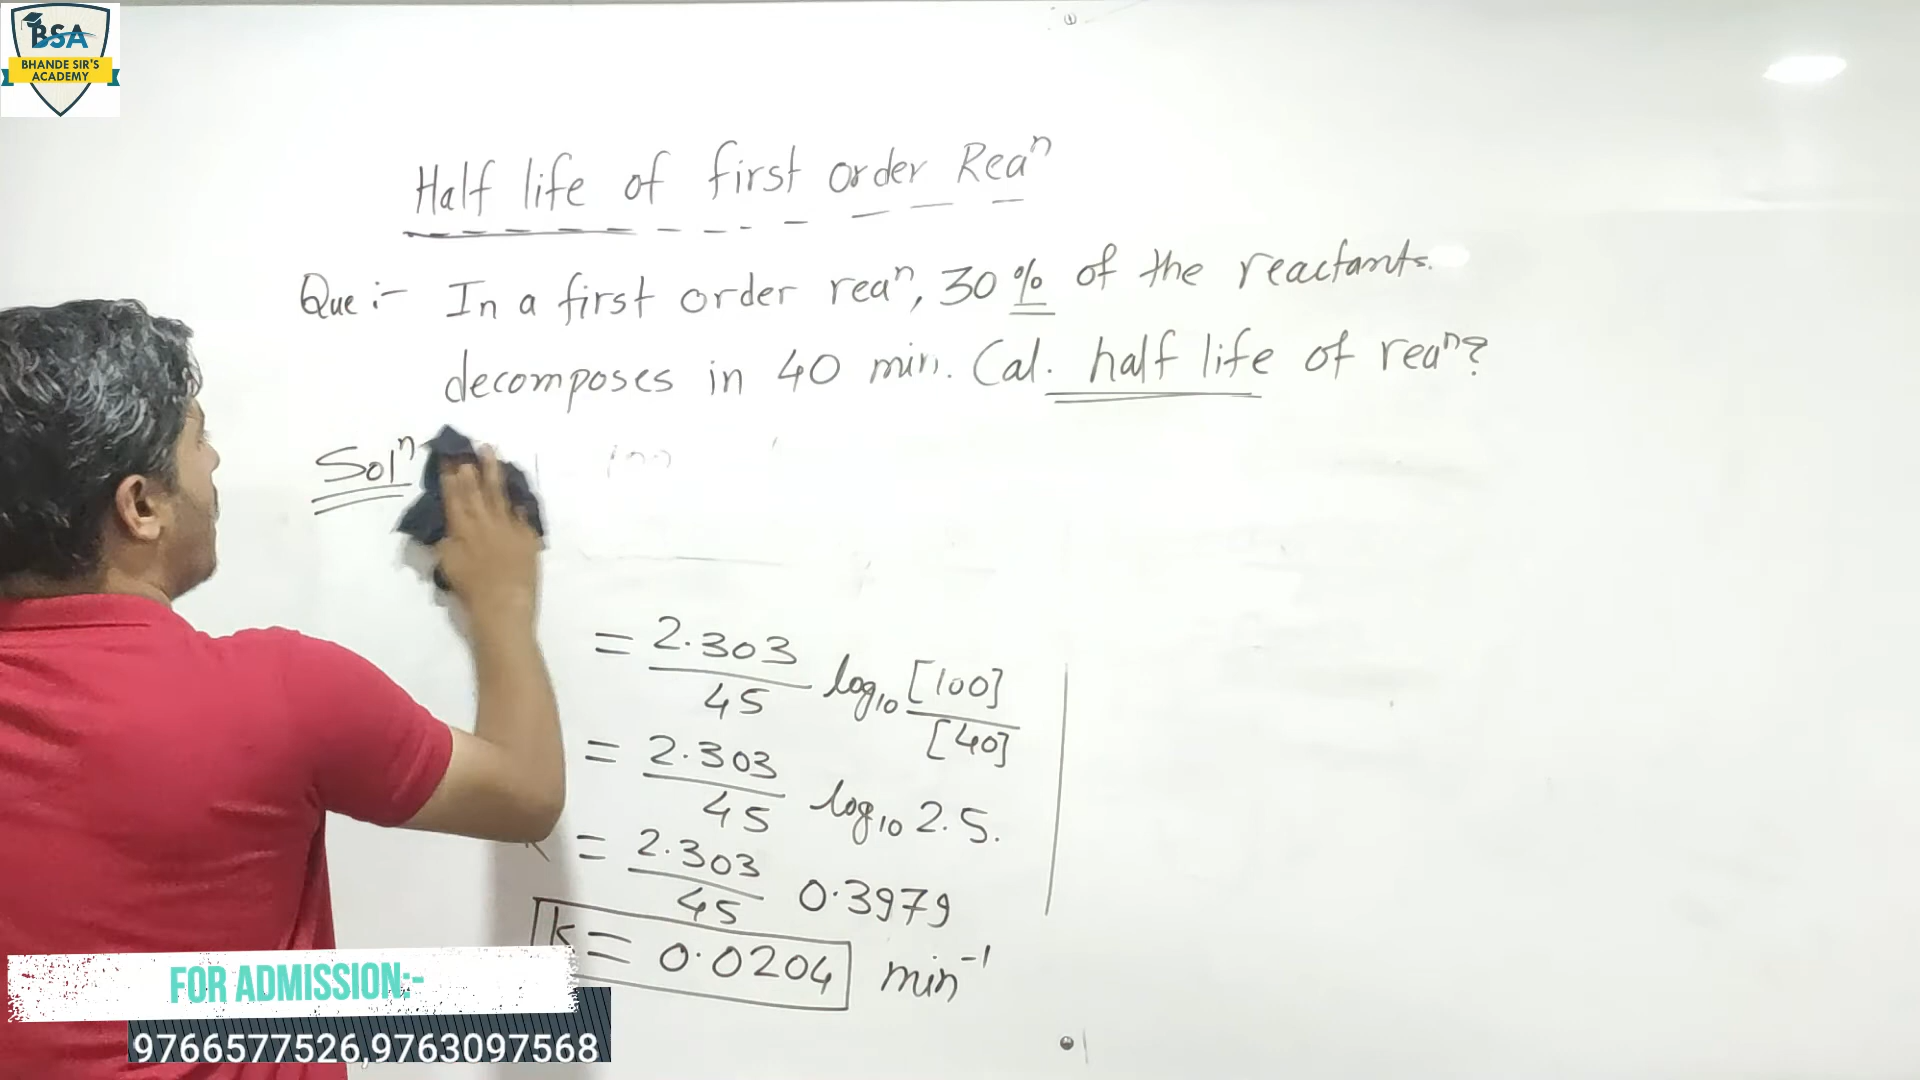 BSA
BHANDE SIR'S
ACADEMY
Half life of first order Reaⁿ
Que :- In a first order reaⁿ, 30 % of the reactants.
decomposes in 40 min. Cal. half life of reaⁿ?
Solⁿ
= 2.303 / 45 log₁₀ [100] / [40]
= 2.303 / 45 log₁₀ 2.5.
= 2.303 / 45 0.3979
k = 0.0204 min⁻¹
FOR ADMISSION:-
9766577526,9763097568